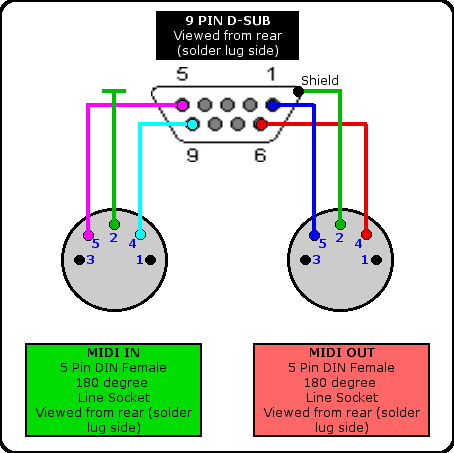 9 PIN D-SUB
Viewed from rear
(solder lug side)
5 1
Shield
9 6
5 2 4
3 1
5 2 4
3 1
MIDI IN
5 Pin DIN Female
180 degree
Line Socket
Viewed from rear (solder
lug side)
MIDI OUT
5 Pin DIN Female
180 degree
Line Socket
Viewed from rear (solder
lug side)